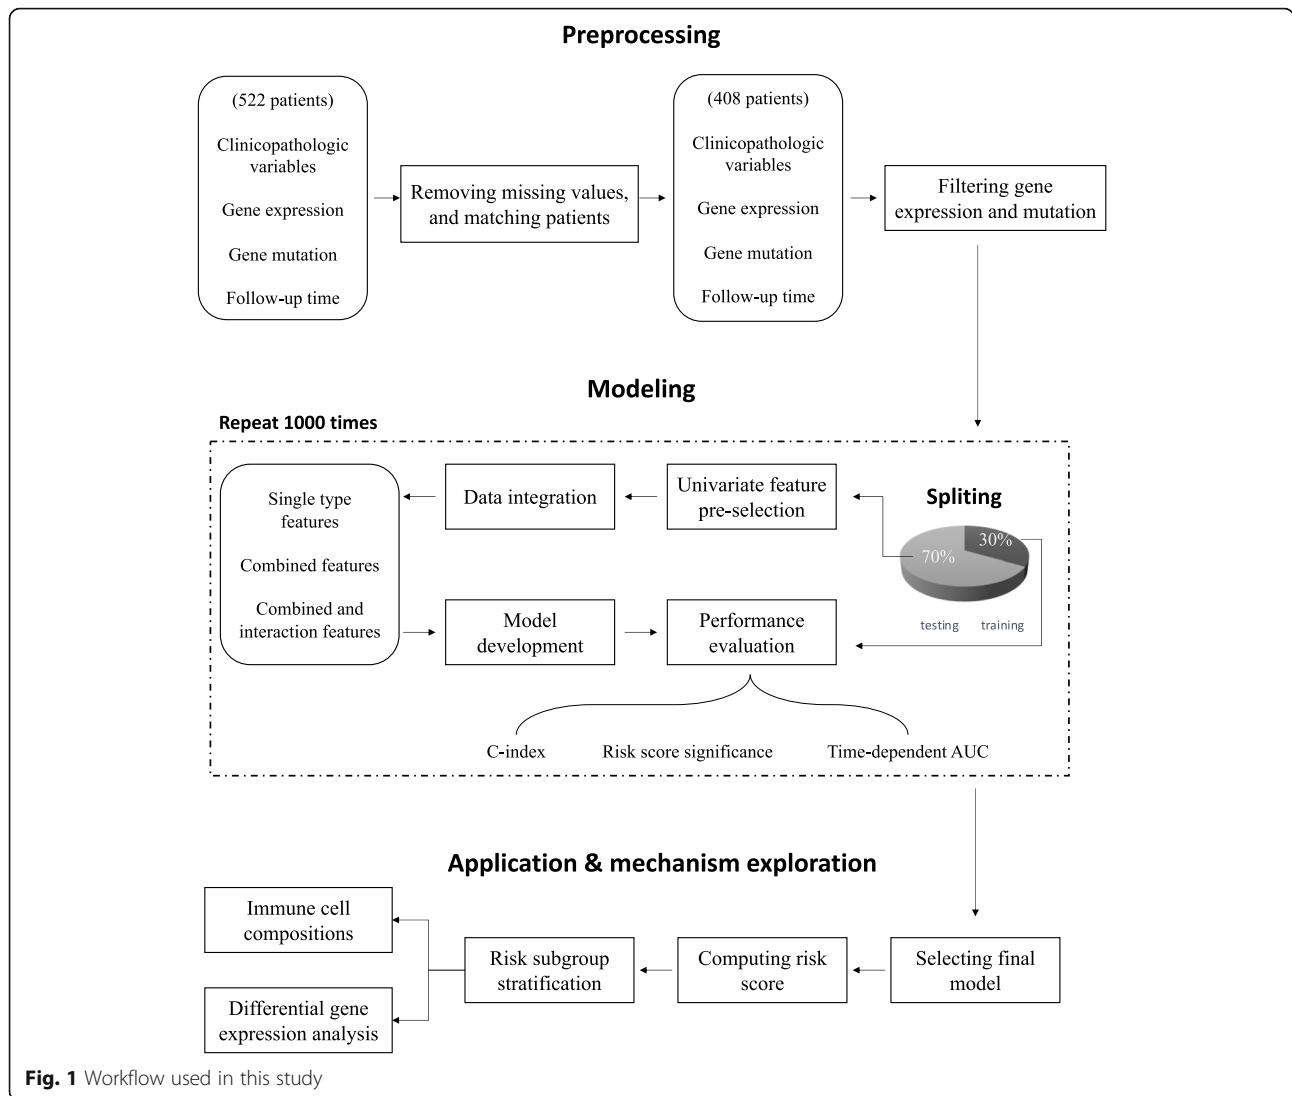 Preprocessing
(522 patients)
Clinicopathologic
variables
Gene expression
Gene mutation
Follow-up time
Removing missing values,
and matching patients
(408 patients)
Clinicopathologic
variables
Gene expression
Gene mutation
Follow-up time
Filtering gene
expression and mutation
Modeling
Repeat 1000 times
Single type
features
Combined features
Combined and
interaction features
Data integration
Univariate feature
pre-selection
Spliting
70%
30%
testing
training
Model
development
Performance
evaluation
C-index
Risk score significance
Time-dependent AUC
Application & mechanism exploration
Immune cell
compositions
Differential gene
expression analysis
Risk subgroup
stratification
Computing risk
score
Selecting final
model
Fig. 1 Workflow used in this study